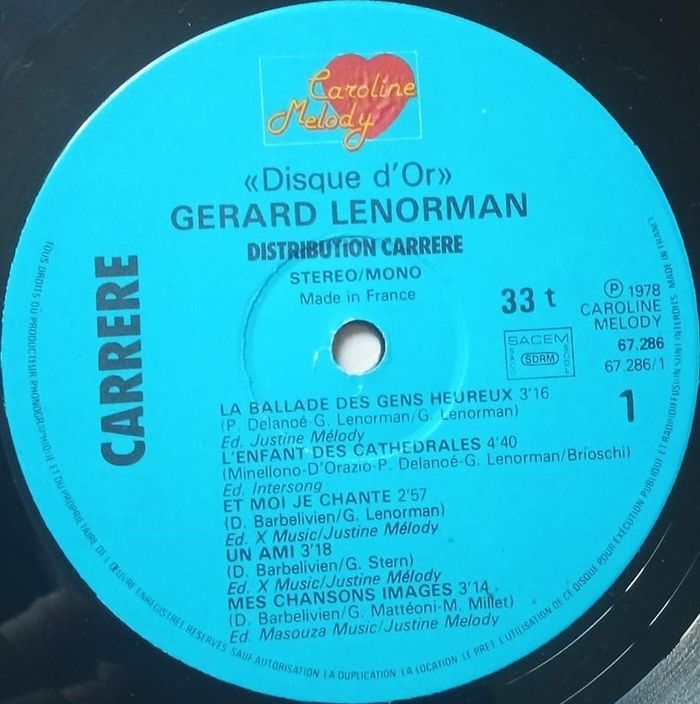 Caroline
Melody
«Disque d'Or»
GERARD LENORMAN
DISTRIBUTION CARRERE
STEREO/MONO
Made in France
33 t
Ⓟ 1978
CAROLINE
MELODY
67.286
67.286/1
SACEM
SACD
SDRM
SCDL
1
CARRERE
LA BALLADE DES GENS HEUREUX 3'16
(P. Delanoé-G. Lenorman/G. Lenorman)
Ed. Justine Mélody
L'ENFANT DES CATHEDRALES 4'40
(Minellono-D'Orazio-P. Delanoé-G. Lenorman/Brioschi)
Ed. Intersong
ET MOI JE CHANTE 2'57
(D. Barbelivien/G. Lenorman)
Ed. X Music/Justine Mélody
UN AMI 3'18
(D. Barbelivien/G. Stern)
Ed. X Music/Justine Mélody
MES CHANSONS IMAGES 3'14
(D. Barbelivien/G. Mattéoni-M. Millet)
Ed. Masouza Music/Justine Melody
TOUS DROITS DU PRODUCTEUR PHONOGRAPHIQUE ET DU PROPRIETAIRE DE L'ŒUVRE ENREGISTREE RESERVES SAUF AUTORISATION LA DUPLICATION LA LOCATION LE PRET L'UTILISATION DE CE DISQUE POUR EXECUTION PUBLIQUE ET RADIODIFFUSION SONT INTERDITS MADE IN FRANCE